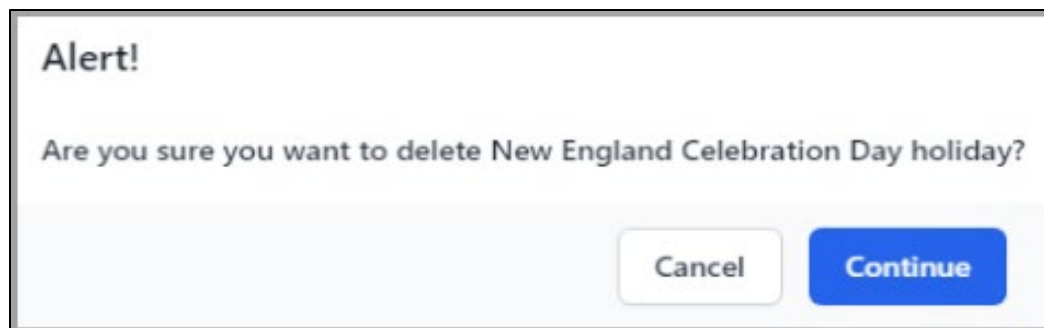 Alert!
Are you sure you want to delete New England Celebration Day holiday?
Cancel Continue